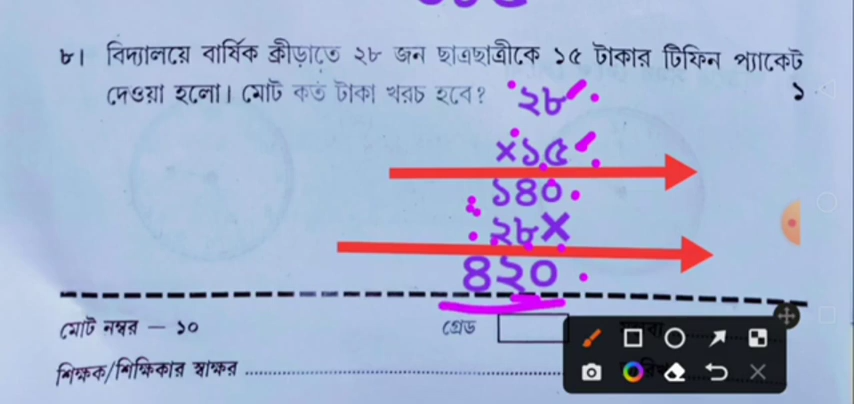 ৮। বিদ্যালয়ে বার্ষিক ক্রীড়াতে ২৮ জন ছাত্রছাত্রীকে ১৫ টাকার টিফিন প্যাকেট
দেওয়া হলো। মোট কত টাকা খরচ হবে? ১
২৮
×১৫
১৪০
২৮×
৪২০
মোট নম্বর — ১০ গ্রেড
শিক্ষক/শিক্ষিকার স্বাক্ষর